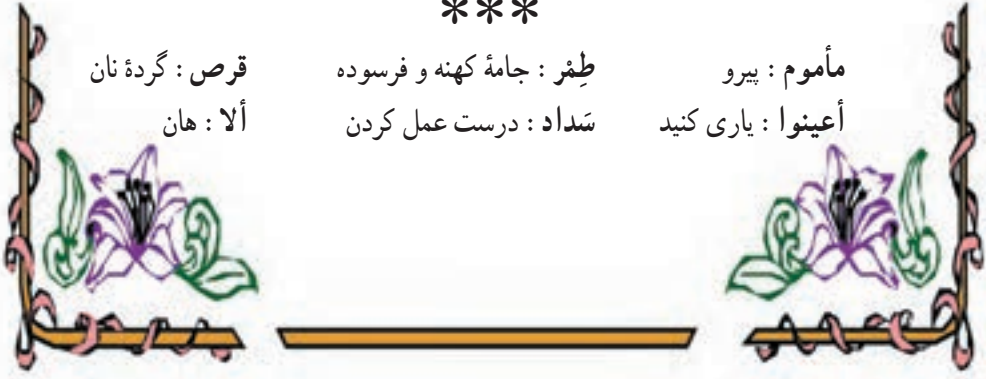 ***
مأموم : پیرو طِمْر : جامهٔ کهنه و فرسوده قرص : گردهٔ نان
أعینوا : یاری کنید سَداد : درست عمل کردن ألا : هان